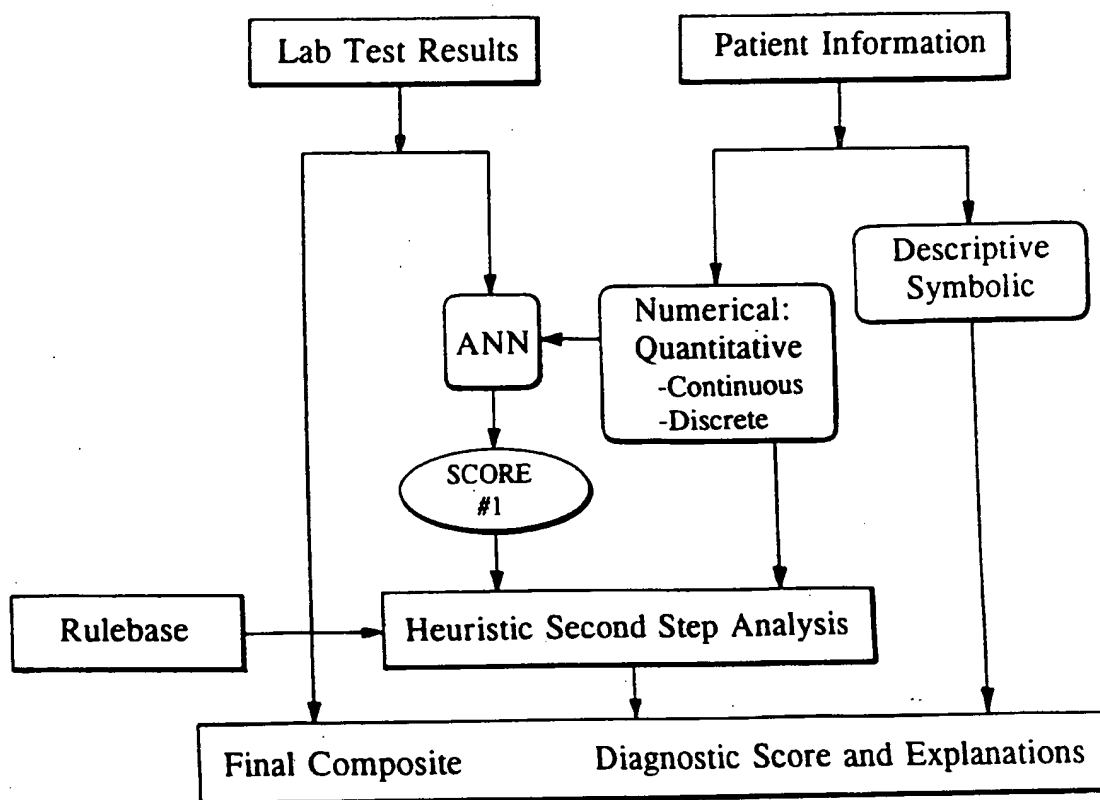 Lab Test Results
Patient Information
Descriptive
Symbolic
Numerical:
Quantitative
-Continuous
-Discrete
ANN
SCORE
#1
Rulebase
Heuristic Second Step Analysis
Final Composite Diagnostic Score and Explanations